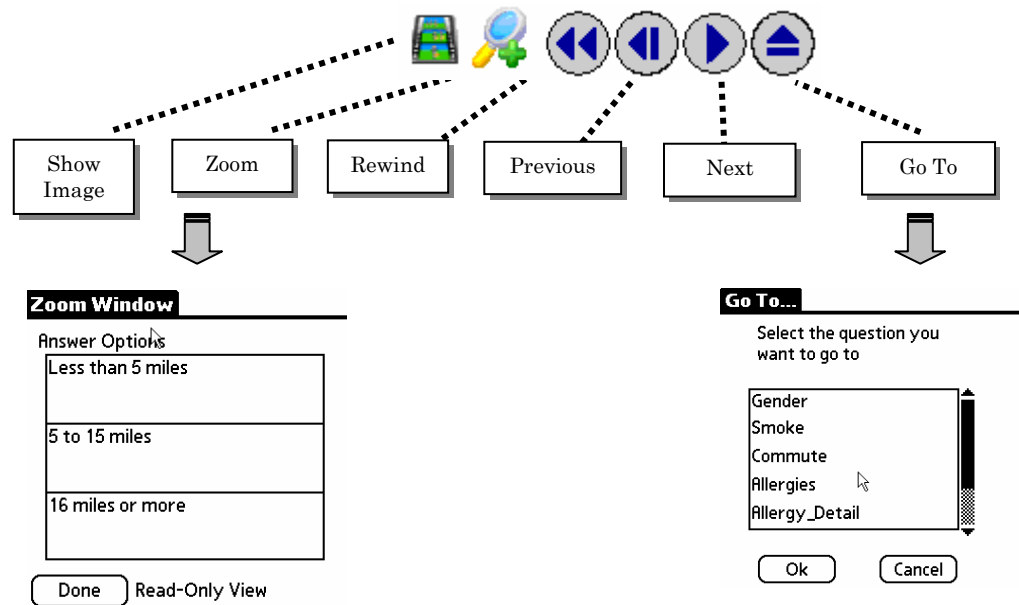 Show
Image
Zoom
Rewind
Previous
Next
Go To
Zoom Window
Answer Options
Less than 5 miles
5 to 15 miles
16 miles or more
Done
Read-Only View
Go To...
Select the question you
want to go to
Gender
Smoke
Commute
Allergies
Allergy_Detail
Ok
Cancel